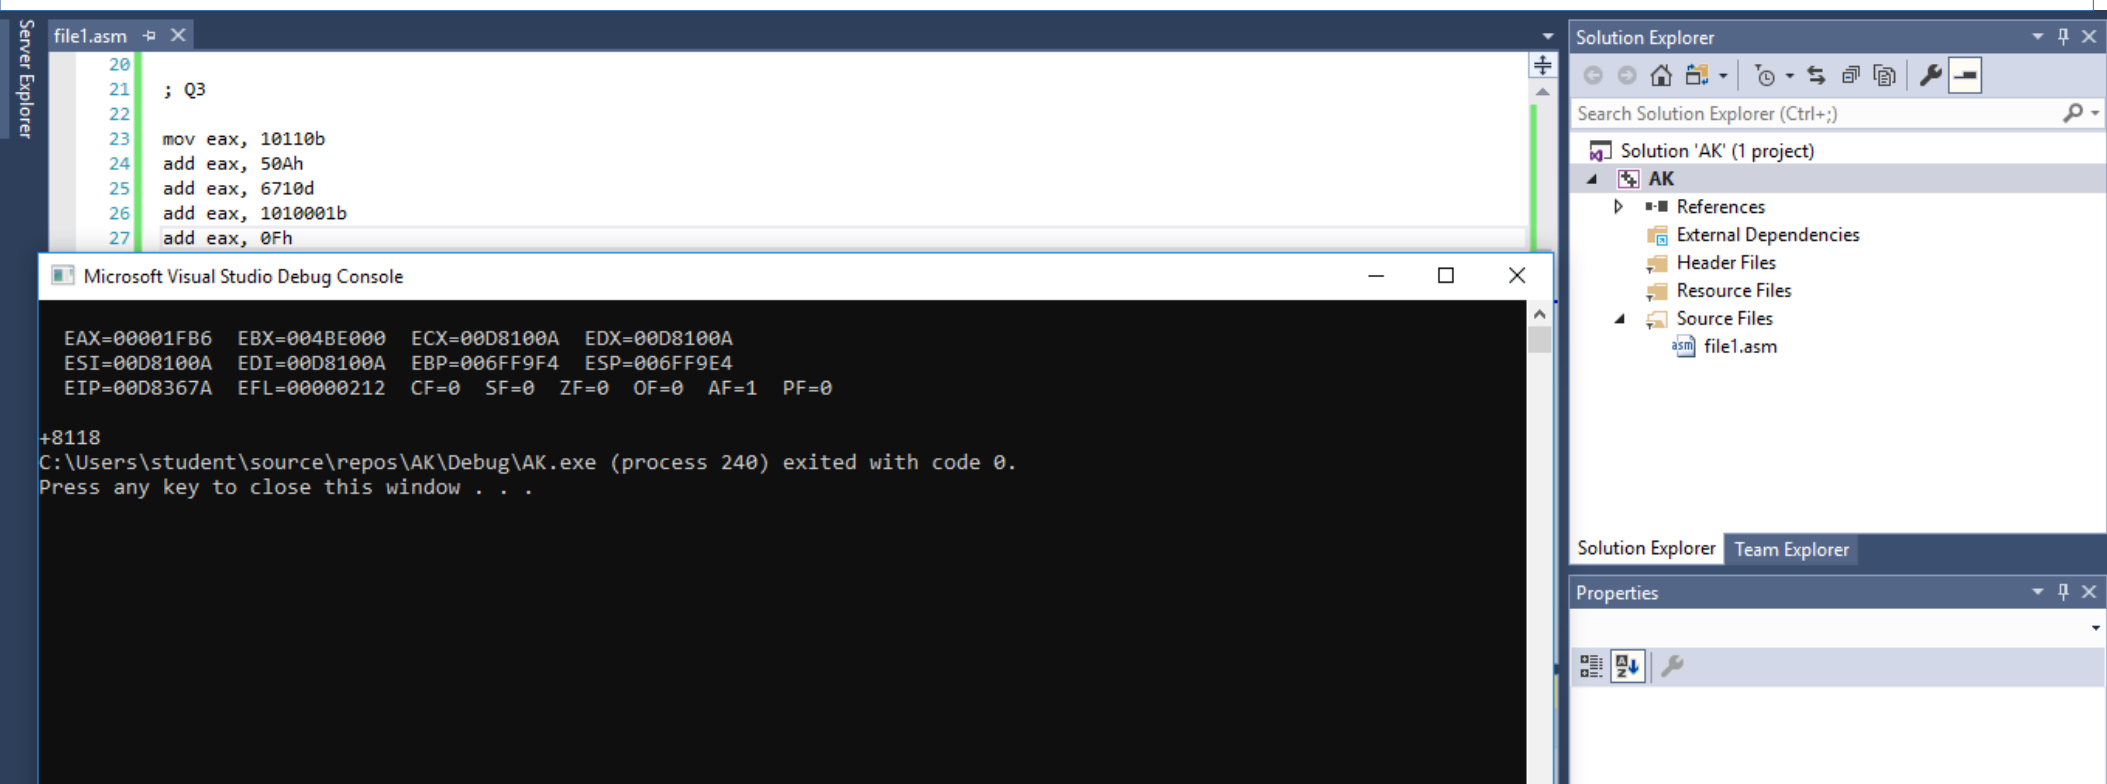 Server Explorer
file1.asm
20
21 ; Q3
22
23 mov eax, 10110b
24 add eax, 50Ah
25 add eax, 6710d
26 add eax, 1010001b
27 add eax, 0Fh
Microsoft Visual Studio Debug Console
EAX=00001FB6 EBX=004BE000 ECX=00D8100A EDX=00D8100A
ESI=00D8100A EDI=00D8100A EBP=006FF9F4 ESP=006FF9E4
EIP=00D8367A EFL=00000212 CF=0 SF=0 ZF=0 OF=0 AF=1 PF=0
+8118
C:\Users\student\source\repos\AK\Debug\AK.exe (process 240) exited with code 0.
Press any key to close this window . . .
Solution Explorer
Search Solution Explorer (Ctrl+;)
Solution 'AK' (1 project)
AK
References
External Dependencies
Header Files
Resource Files
Source Files
asm file1.asm
Solution Explorer Team Explorer
Properties